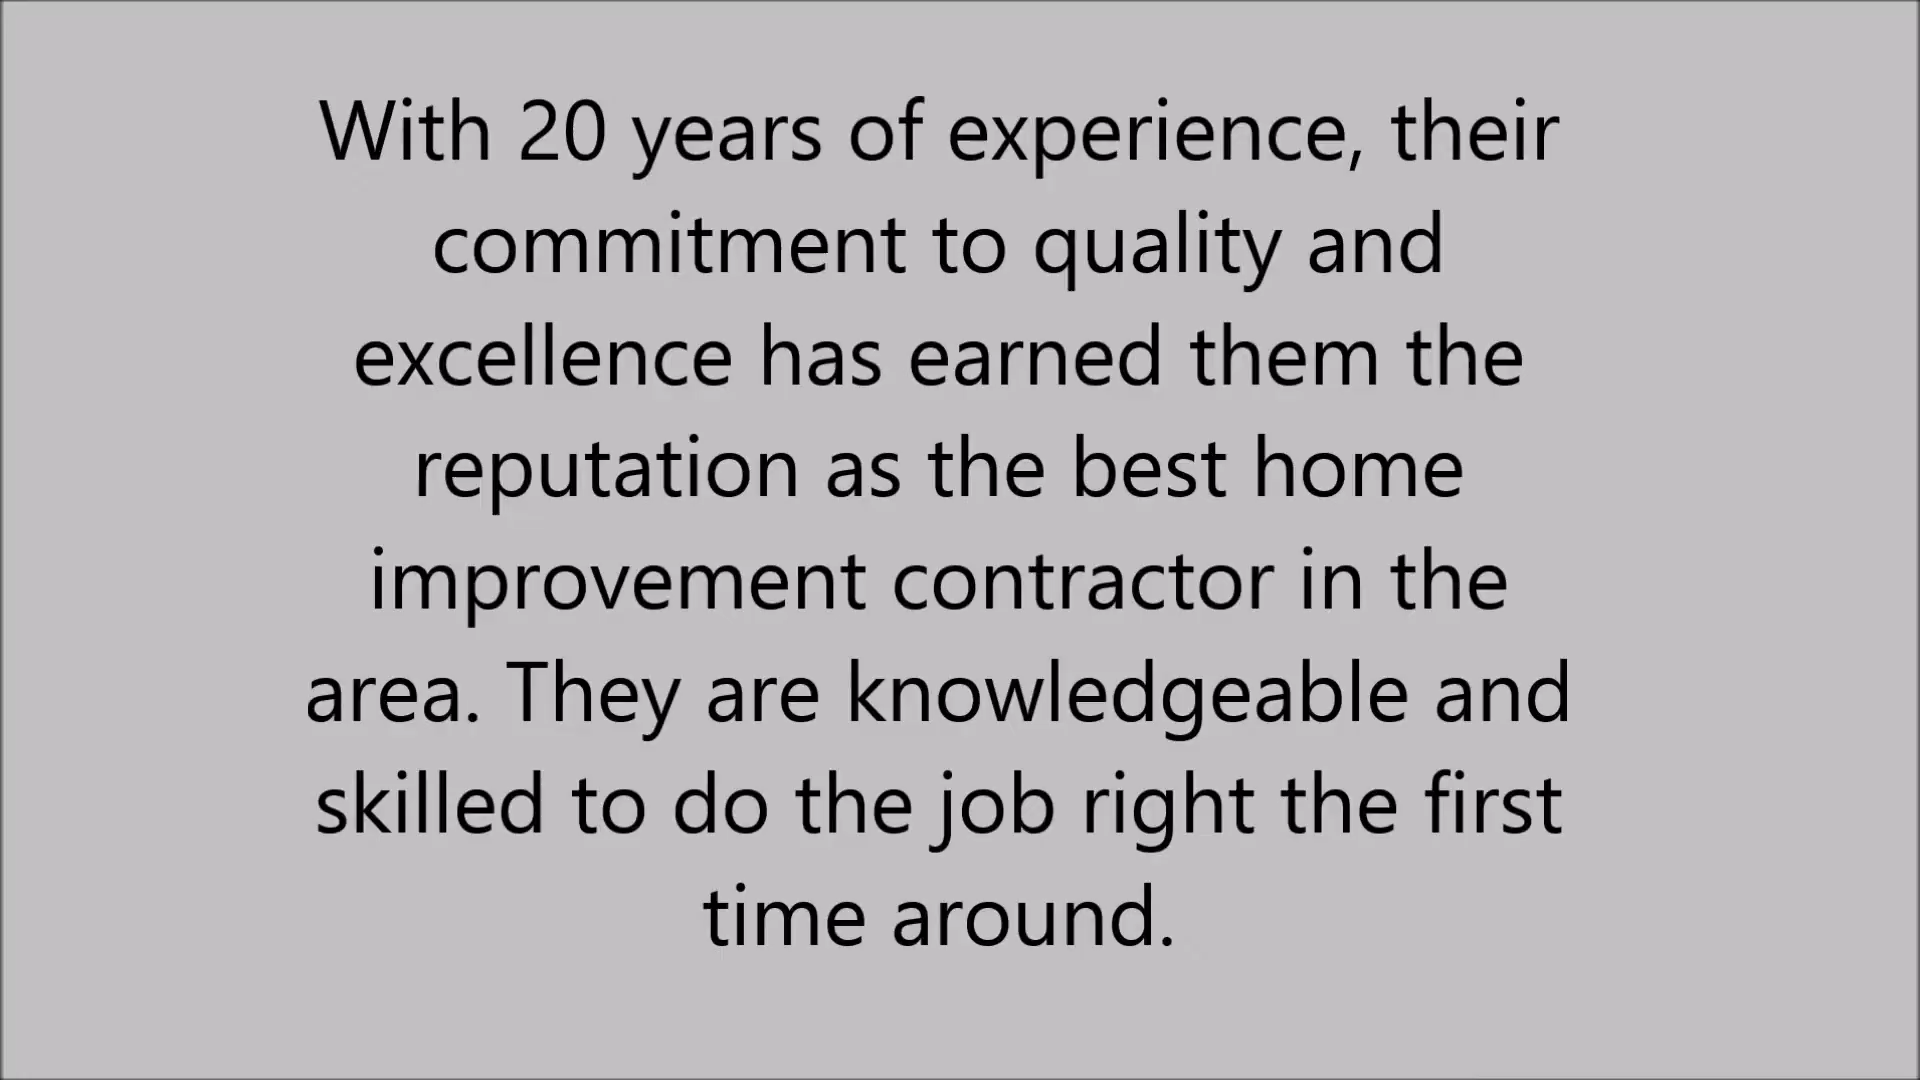 With 20 years of experience, their
commitment to quality and
excellence has earned them the
reputation as the best home
improvement contractor in the
area. They are knowledgeable and
skilled to do the job right the first
time around.